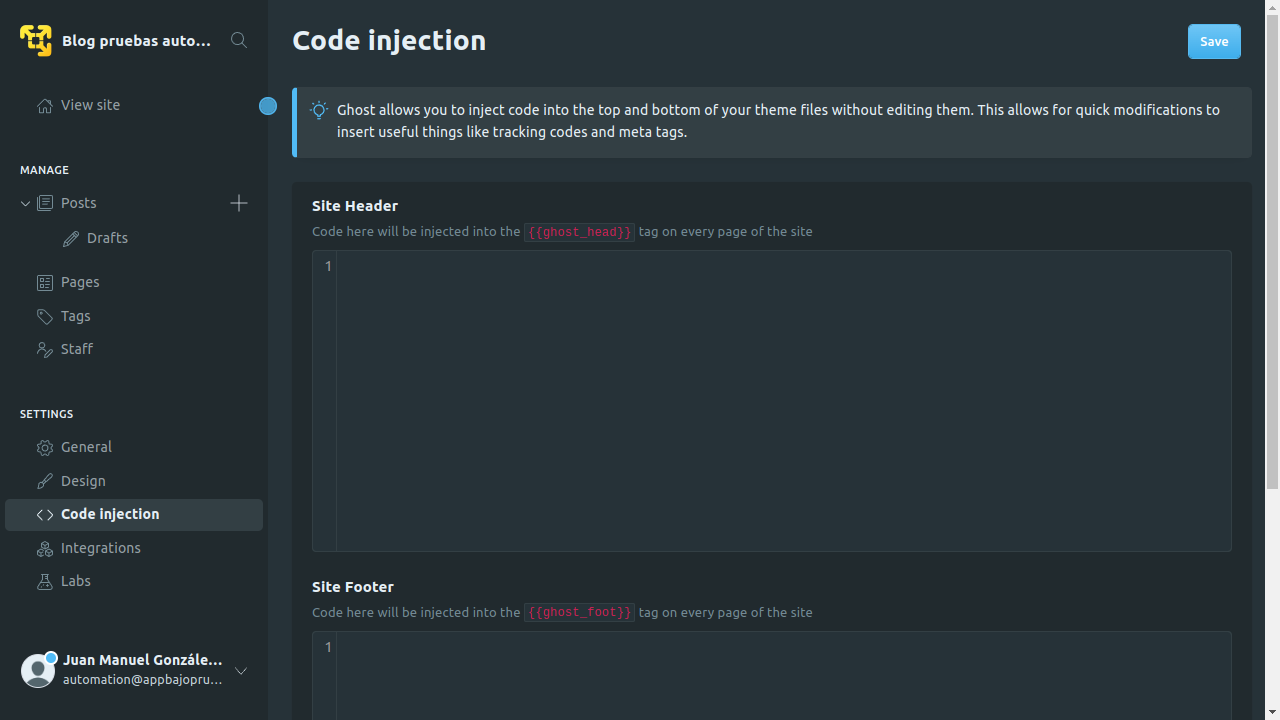 Blog pruebas auto...
View site
MANAGE
Posts
Drafts
Pages
Tags
Staff
SETTINGS
General
Design
Code injection
Integrations
Labs
Juan Manuel Gonzále...
automation@appbajopru...
Code injection
Save
Ghost allows you to inject code into the top and bottom of your theme files without editing them. This allows for quick modifications to
insert useful things like tracking codes and meta tags.
Site Header
Code here will be injected into the {{ghost_head}} tag on every page of the site
1
Site Footer
Code here will be injected into the {{ghost_foot}} tag on every page of the site
1